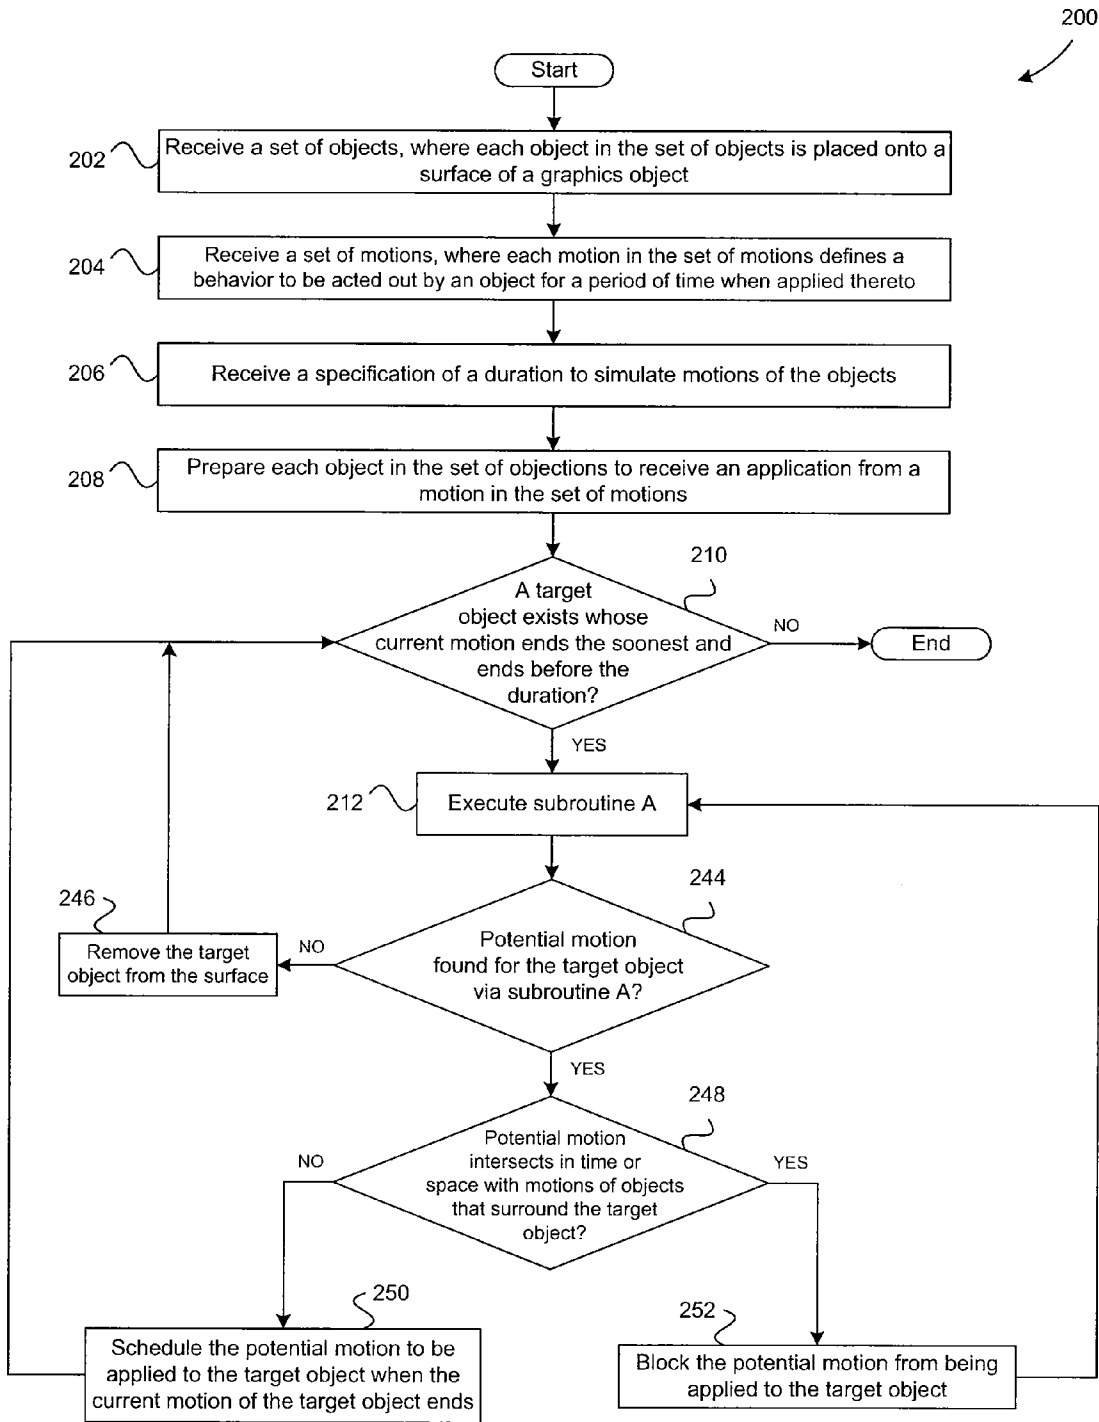 200
Start
202
Receive a set of objects, where each object in the set of objects is placed onto a
surface of a graphics object
204
Receive a set of motions, where each motion in the set of motions defines a
behavior to be acted out by an object for a period of time when applied thereto
206
Receive a specification of a duration to simulate motions of the objects
208
Prepare each object in the set of objections to receive an application from a
motion in the set of motions
210
A target
object exists whose
current motion ends the soonest and
ends before the
duration?
NO
End
YES
212
Execute subroutine A
244
246
Remove the target
object from the surface
NO
Potential motion
found for the target object
via subroutine A?
YES
248
NO
Potential motion
intersects in time or
space with motions of objects
that surround the target
object?
YES
250
Schedule the potential motion to be
applied to the target object when the
current motion of the target object ends
252
Block the potential motion from being
applied to the target object